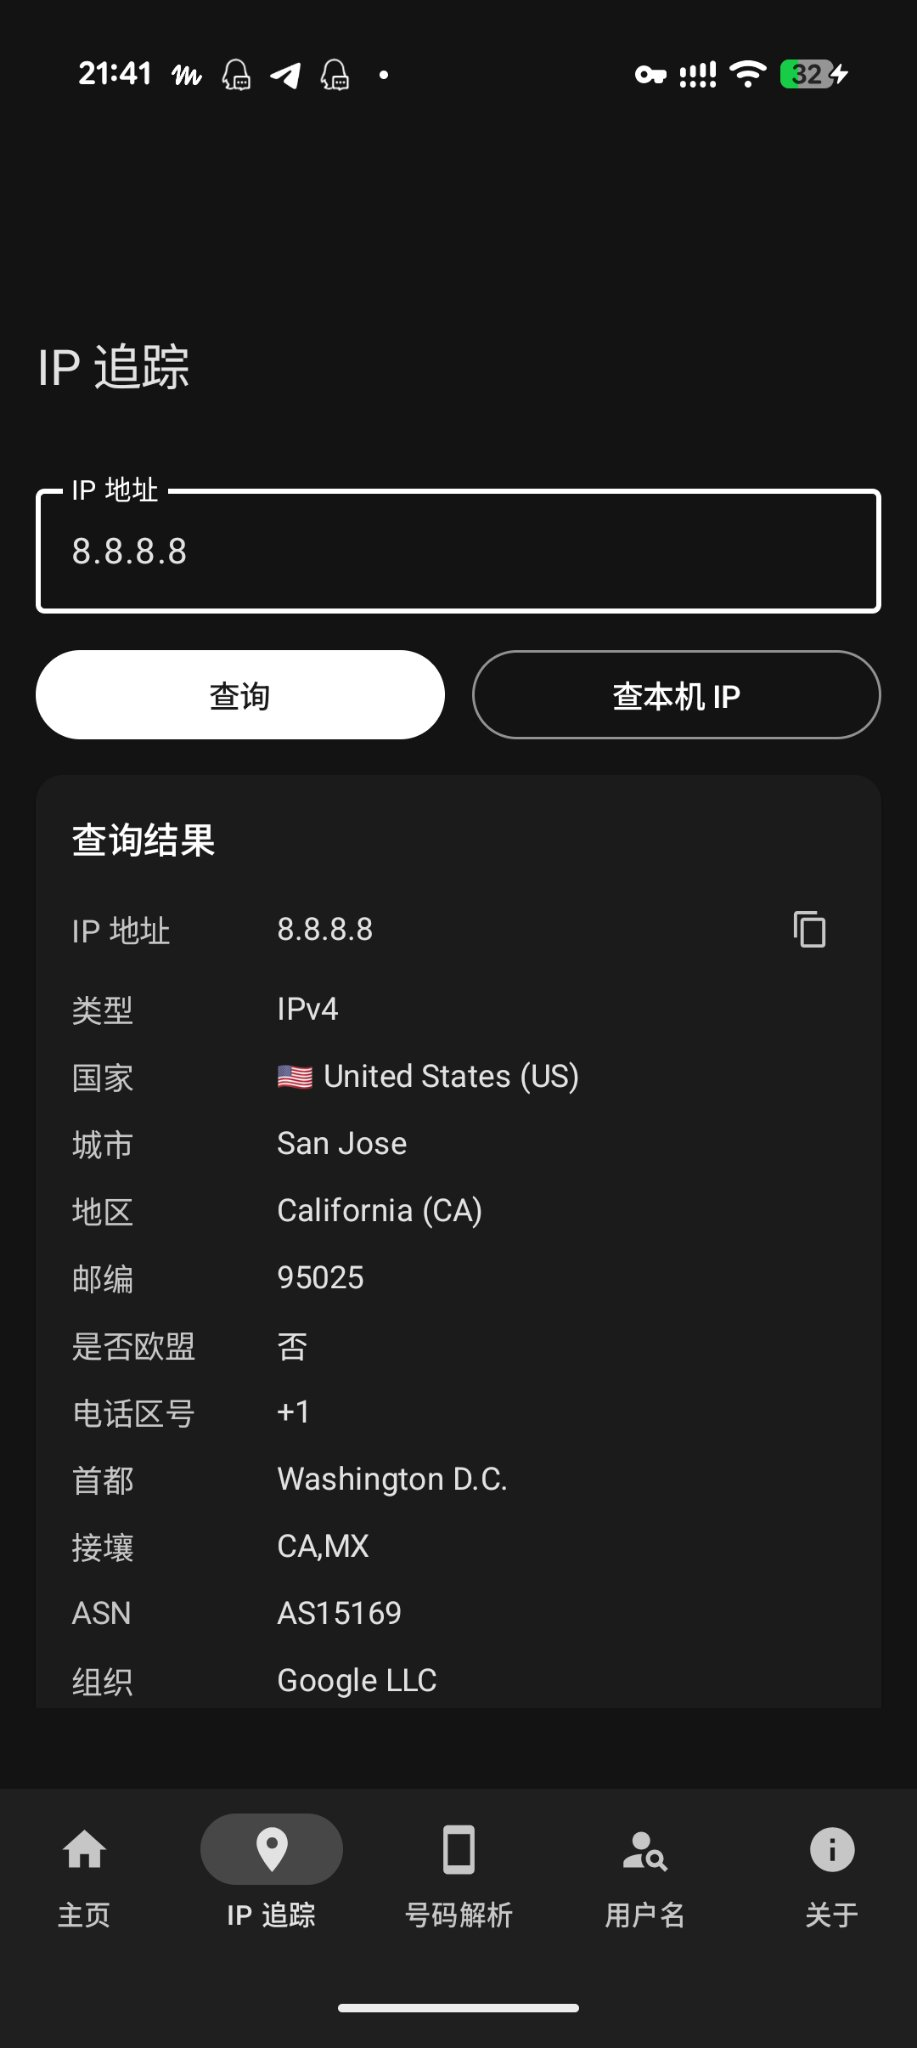 21:41
32
IP 追踪
IP 地址
8.8.8.8
查询
查本机 IP
查询结果
IP 地址 8.8.8.8
类型 IPv4
国家 🇺🇸 United States (US)
城市 San Jose
地区 California (CA)
邮编 95025
是否欧盟 否
电话区号 +1
首都 Washington D.C.
接壤 CA,MX
ASN AS15169
组织 Google LLC
主页 IP 追踪 号码解析 用户名 关于